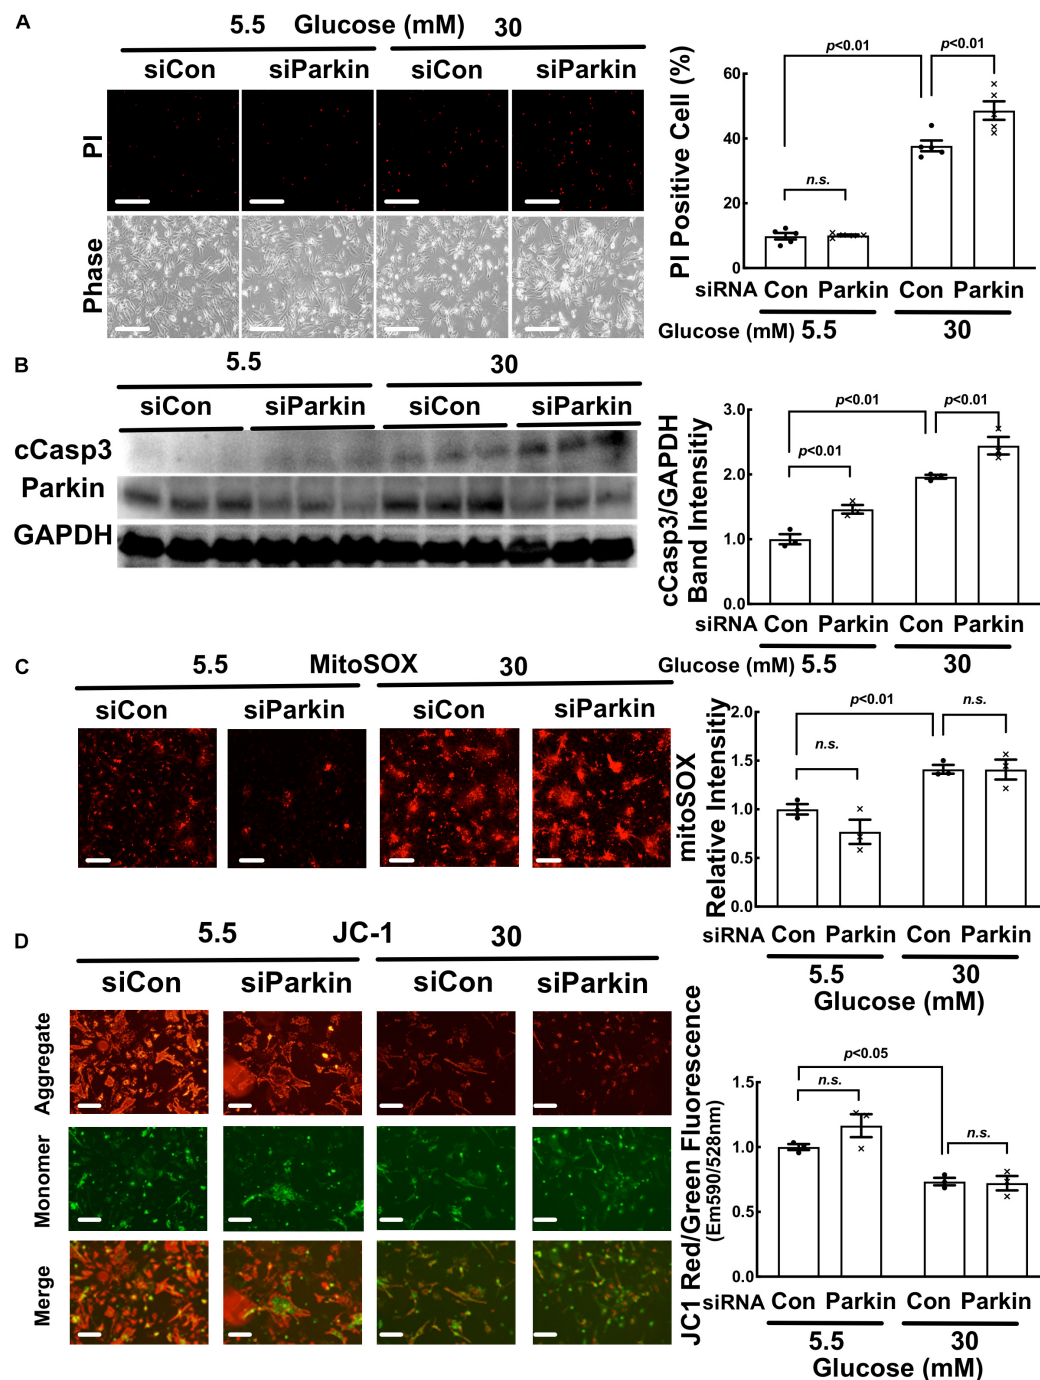 A
5.5 Glucose (mM) 30
siCon siParkin siCon siParkin
PI
Phase
PI Positive Cell (%)
60
40
20
0
p<0.01
p<0.01
n.s.
siRNA Con Parkin Con Parkin
Glucose (mM) 5.5 30
B
5.5 30
siCon siParkin siCon siParkin
cCasp3
Parkin
GAPDH
cCasp3/GAPDH
Band Intensitiy
3.0
2.0
1.0
0.0
p<0.01
p<0.01
p<0.01
siRNA Con Parkin Con Parkin
Glucose (mM) 5.5 30
C
5.5 MitoSOX 30
siCon siParkin siCon siParkin
mitoSOX
Relative Intensitiy
2.0
1.5
1.0
0.5
0.0
p<0.01
n.s.
n.s.
siRNA Con Parkin Con Parkin
5.5 30
Glucose (mM)
D
5.5 JC-1 30
siCon siParkin siCon siParkin
Aggregate
Monomer
Merge
JC1 Red/Green Fluorescence
(Em590/528nm)
1.5
1.0
0.5
0.0
p<0.05
n.s.
n.s.
siRNA Con Parkin Con Parkin
5.5 30
Glucose (mM)